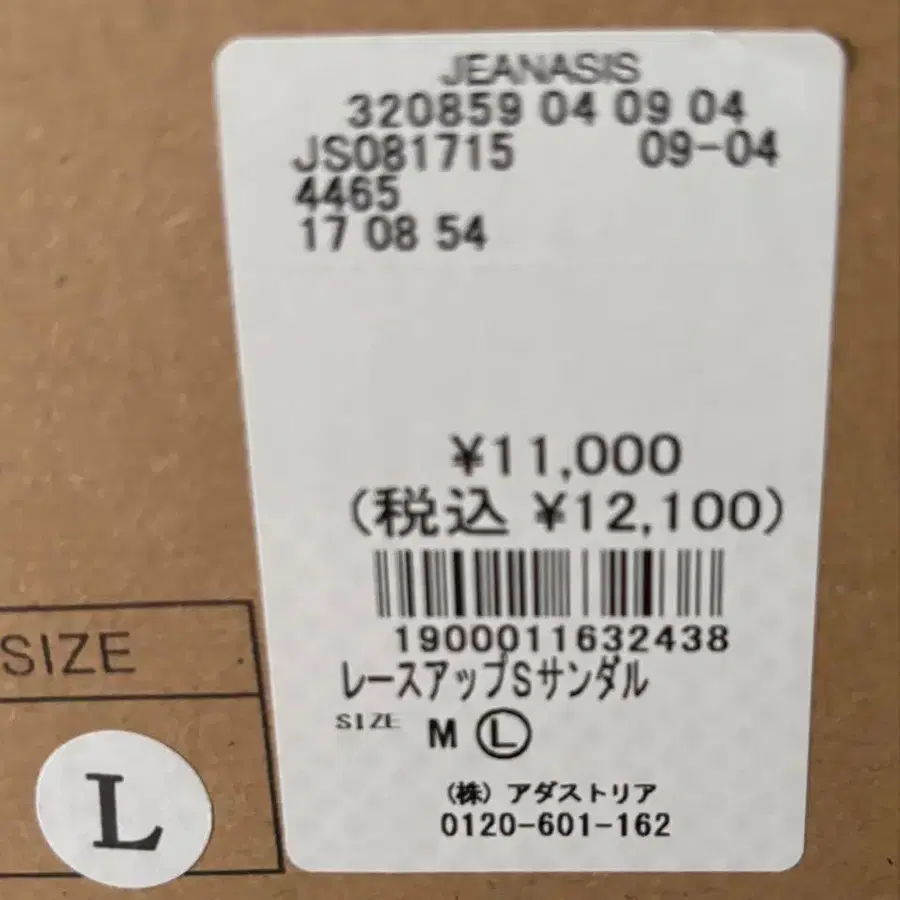 JEANASIS
320859 04 09 04
JS081715 09-04
4465
17 08 54
¥11,000
(税込 ¥12,100)
1900011632438
レースアップSサンダル
SIZE M Ⓛ
(株) アダストリア
0120-601-162
SIZE
L